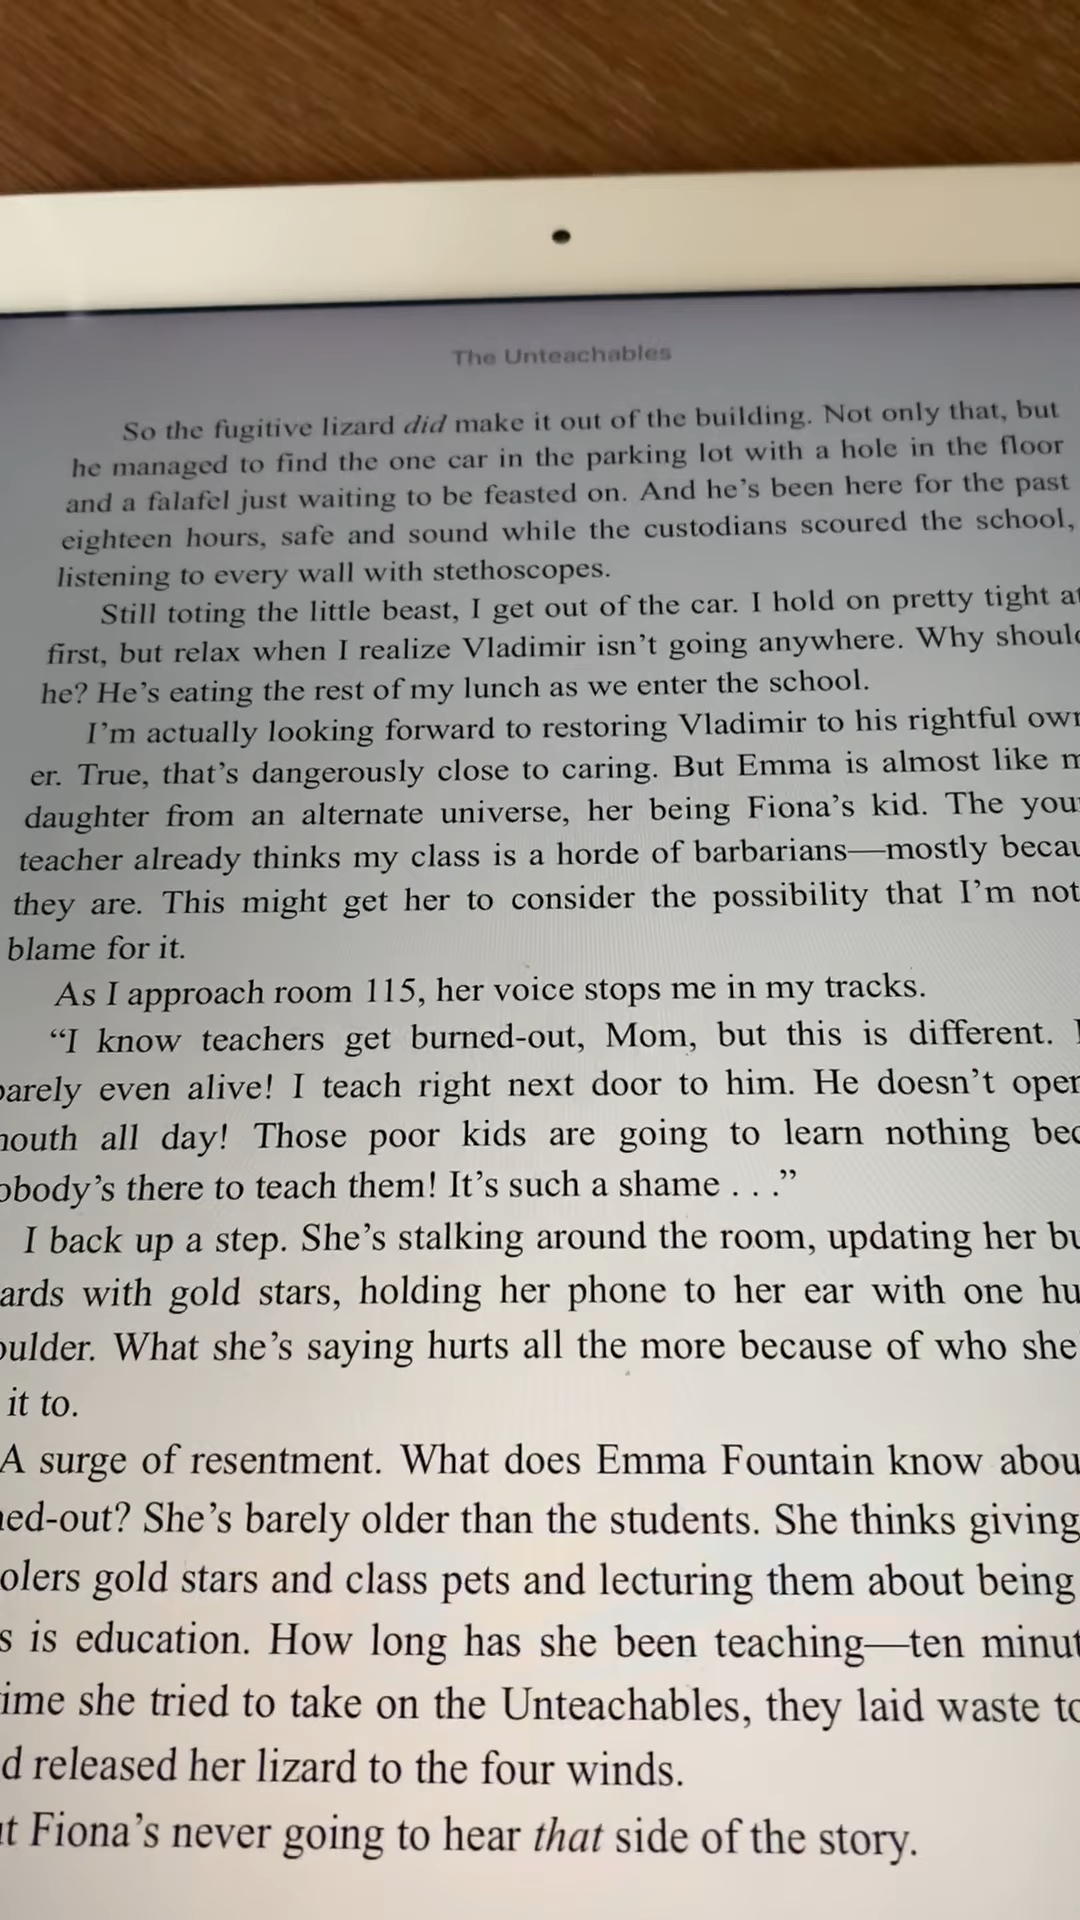 The Unteachables
So the fugitive lizard did make it out of the building. Not only that, but
he managed to find the one car in the parking lot with a hole in the floor
and a falafel just waiting to be feasted on. And he's been here for the past
eighteen hours, safe and sound while the custodians scoured the school,
listening to every wall with stethoscopes.
Still toting the little beast, I get out of the car. I hold on pretty tight at
first, but relax when I realize Vladimir isn't going anywhere. Why should
he? He's eating the rest of my lunch as we enter the school.
I'm actually looking forward to restoring Vladimir to his rightful own
er. True, that's dangerously close to caring. But Emma is almost like
daughter from an alternate universe, her being Fiona's kid. The you
teacher already thinks my class is a horde of barbarians—mostly becau
they are. This might get her to consider the possibility that I'm not
blame for it.
As I approach room 115, her voice stops me in my tracks.
“I know teachers get burned-out, Mom, but this is different.
barely even alive! I teach right next door to him. He doesn't open
mouth all day! Those poor kids are going to learn nothing bec
obody's there to teach them! It's such a shame . . .”
I back up a step. She's stalking around the room, updating her bu
ards with gold stars, holding her phone to her ear with one hu
oulder. What she's saying hurts all the more because of who she
it to.
A surge of resentment. What does Emma Fountain know abou
ed-out? She's barely older than the students. She thinks giving
olers gold stars and class pets and lecturing them about being
s is education. How long has she been teaching—ten minut
ime she tried to take on the Unteachables, they laid waste to
d released her lizard to the four winds.
t Fiona's never going to hear that side of the story.